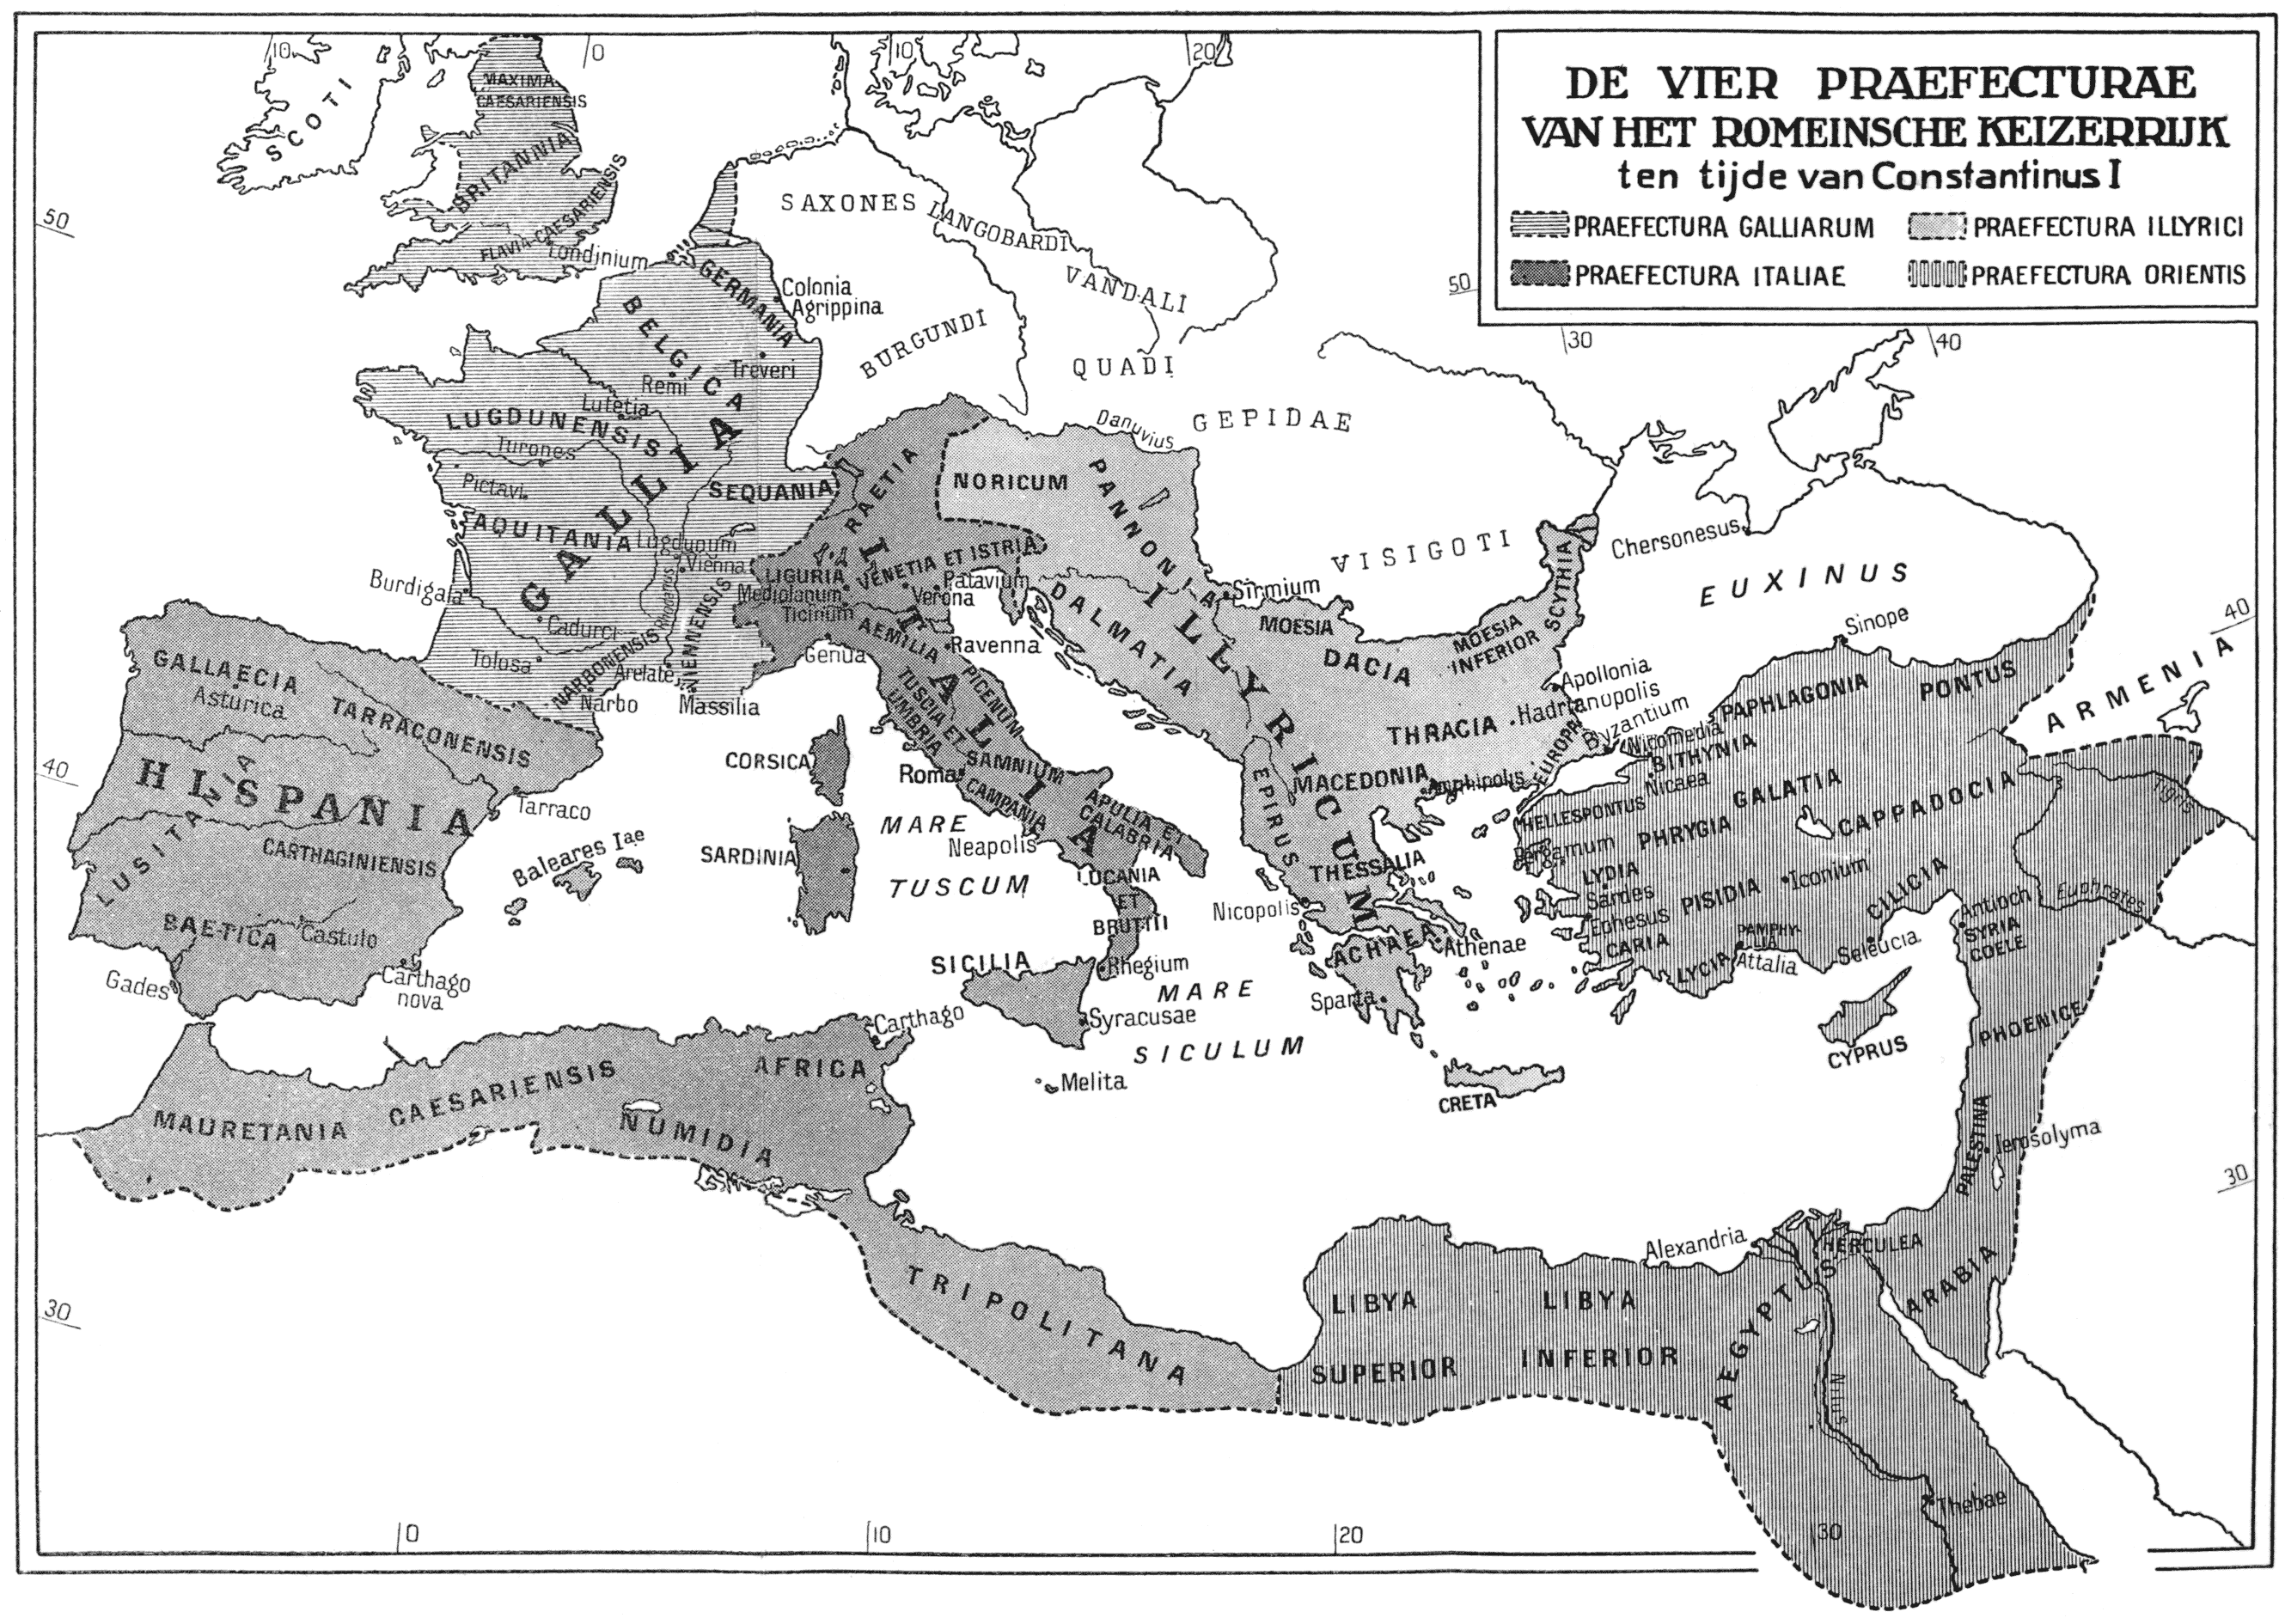 DE VIER PRAEFECTURAE
VAN HET ROMEINSCHE KEIZERRIJK
ten tijde van Constantinus I
PRAEFECTURA GALLIARUM
PRAEFECTURA ILLYRICI
PRAEFECTURA ITALIAE
PRAEFECTURA ORIENTIS
10
0
10
20
50
50
30
40
40
40
30
30
0
10
20
30
SCOTI
MAXIMA
CAESARIENSIS
BRITANNIA
FLAVIA-CAESARIENSIS
Londinium
SAXONES
LANGOBARDI
VANDALI
BURGUNDI
QUADI
GEPIDAE
Danuvius
VISIGOTI
GERMANIA
Colonia
Agrippina
BELGICA
Treveri
Remi
Lutetia
LUGDUNENSIS
Turones
GALLIA
Pictavi
SEQUANIA
AQUITANIA
Lugdunum
Vienna
Rhodanus
VIENNENSIS
Burdigala
Cadurci
NARBONENSIS
Tolosa
Arelate
Narbo
Massilia
RAETIA
NORICUM
PANNONIA
ITALIA
LIGURIA
VENETIA ET ISTRIA
Mediolanum
Ticinum
Verona
Patavium
AEMILIA
Ravenna
Genua
PICENUM
TUSCIA ET
UMBRIA
SAMNIUM
Roma
CAMPANIA
APULIA ET
CALABRIA
Neapolis
LUCANIA
ET
BRUTTII
Rhegium
CORSICA
SARDINIA
SICILIA
Syracusae
Melita
MARE
TUSCUM
MARE
SICULUM
DALMATIA
ILLYRICUM
Sirmium
MOESIA
DACIA
MOESIA
INFERIOR
SCYTHIA
THRACIA
Apollonia
Hadrianopolis
Byzantium
EUROPA
MACEDONIA
Amphipolis
EPIRUS
THESSALIA
Nicopolis
ACHAEA
Athenae
Sparta
CRETA
Chersonesus
EUXINUS
Sinope
ARMENIA
PAPHLAGONIA
PONTUS
Nicomedia
BITHYNIA
Nicaea
HELLESPONTUS
GALATIA
CAPPADOCIA
Pergamum
PHRYGIA
LYDIA
Sardes
Ephesus
PISIDIA
Iconium
CILICIA
CARIA
LYCIA
PAMPHY-
LIA
Attalia
Seleucia
Antioch
SYRIA
COELE
Euphrates
Tigris
CYPRUS
PHOENICE
PALESTINA
Ierosolyma
ARABIA
HERCULEA
Alexandria
AEGYPTUS
Nilus
Thebae
LIBYA
SUPERIOR
LIBYA
INFERIOR
TRIPOLITANA
GALLAECIA
Asturica
TARRACONENSIS
HISPANIA
LUSITANIA
Tarraco
CARTHAGINIENSIS
BAETICA
Castulo
Gades
Carthago
nova
Baleares Iae
MAURETANIA
CAESARIENSIS
NUMIDIA
AFRICA
Carthago